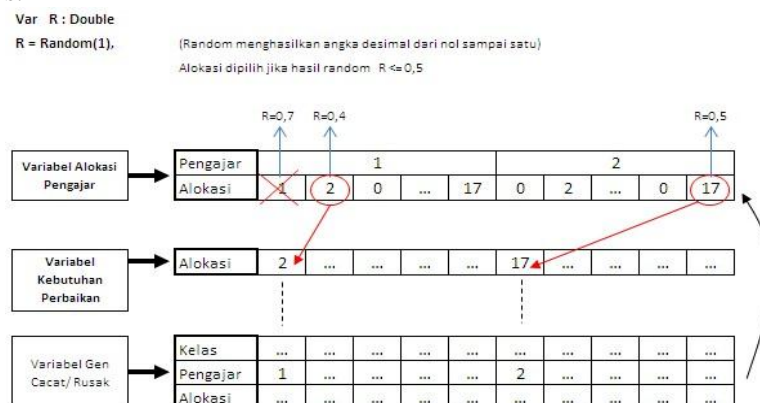 Var R : Double
R = Random(1), (Random menghasilkan angka desimal dari nol sampai satu)
Alokasi dipilih jika hasil random R <= 0,5
R=0,7 R=0,4 R=0,5
Variabel Alokasi Pengajar
Pengajar 1 2
Alokasi 1 2 0 ... 17 0 2 ... 0 17
Variabel Kebutuhan Perbaikan
Alokasi 2 ... ... ... ... 17 ... ... ... ...
Variabel Gen Cacat/ Rusak
Kelas ... ... ... ... ... ... ... ... ... ...
Pengajar 1 ... ... ... ... 2 ... ... ... ...
Alokasi ... ... ... ... ... ... ... ... ... ...